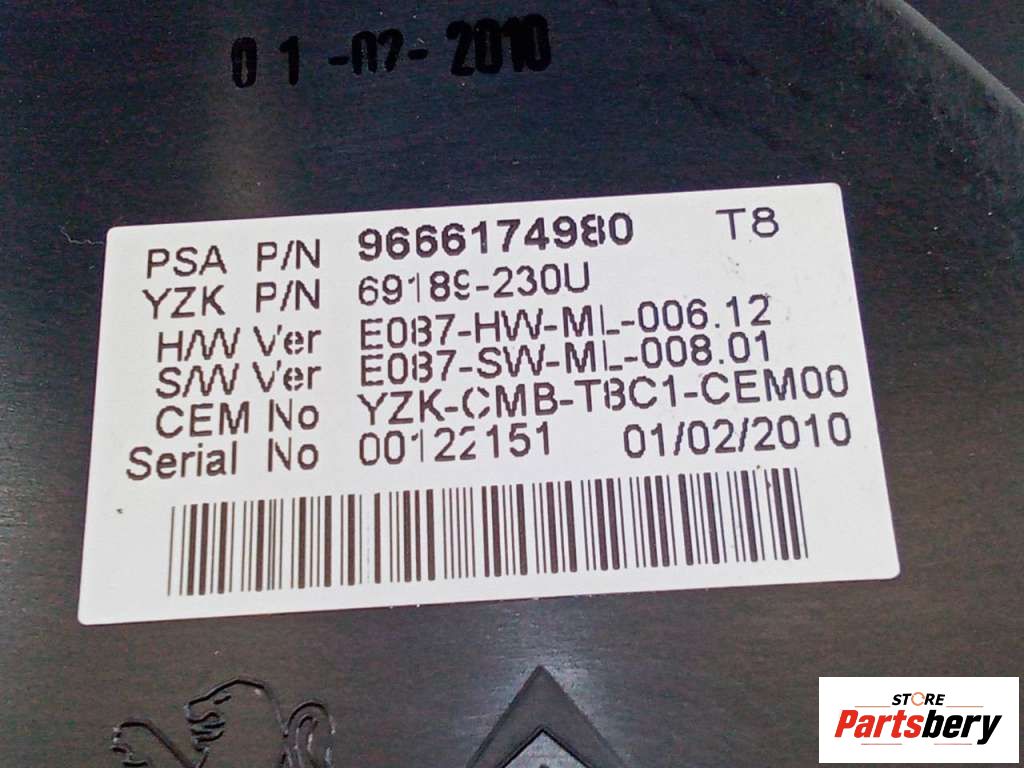 01-02-2010
PSA P/N 9666174980 T8
YZK P/N 69189-230U
H/W Ver E087-HW-ML-006.12
S/W Ver E087-SW-ML-008.01
CEM No YZK-CMB-T8C1-CEM00
Serial No 00122151 01/02/2010
STORE
Partsbery